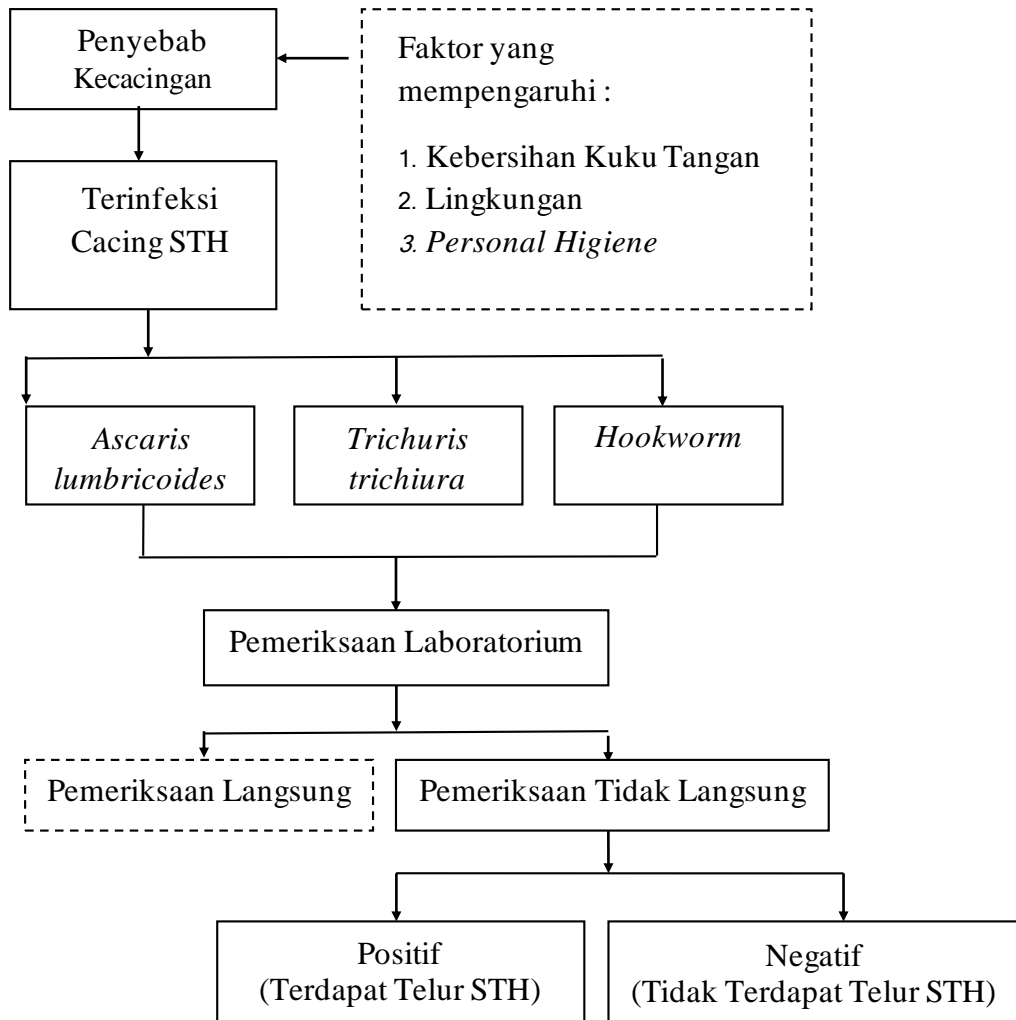 Penyebab
Kecacingan
Faktor yang
mempengaruhi :
1. Kebersihan Kuku Tangan
2. Lingkungan
3. Personal Higiene
Terinfeksi
Cacing STH
Ascaris
lumbricoides
Trichuris
trichiura
Hookworm
Pemeriksaan Laboratorium
Pemeriksaan Langsung
Pemeriksaan Tidak Langsung
Positif
(Terdapat Telur STH)
Negatif
(Tidak Terdapat Telur STH)